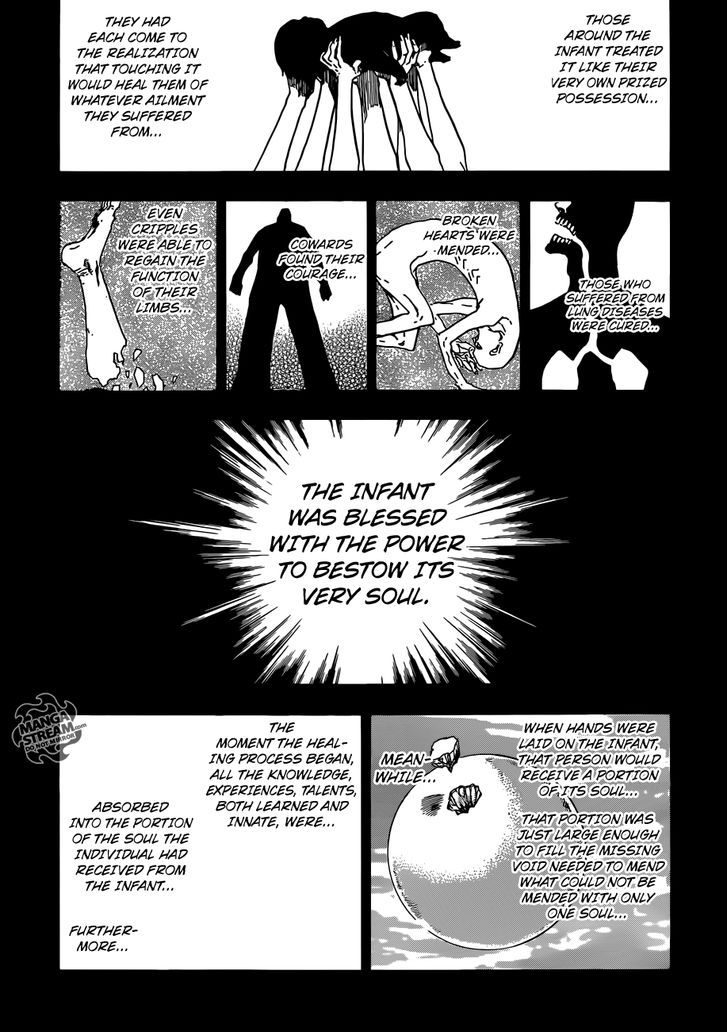 THOSE
AROUND THE
INFANT TREATED
IT LIKE THEIR
VERY OWN PRIZED
POSSESSION...
THEY HAD
EACH COME TO
THE REALIZATION
THAT TOUCHING IT
WOULD HEAL THEM OF
WHATEVER AILMENT
THEY SUFFERED
FROM...
THOSE WHO
SUFFERED FROM
LUNG DISEASES
WERE CURED...
BROKEN
HEARTS WERE
MENDED...
COWARDS
FOUND THEIR
COURAGE...
EVEN
CRIPPLES
WERE ABLE TO
REGAIN THE
FUNCTION
OF THEIR
LIMBS...
THE INFANT
WAS BLESSED
WITH THE POWER
TO BESTOW ITS
VERY SOUL.
WHEN HANDS WERE
LAID ON THE INFANT,
THAT PERSON WOULD
RECEIVE A PORTION
OF ITS SOUL...
THAT PORTION WAS
JUST LARGE ENOUGH
TO FILL THE MISSING
VOID NEEDED TO MEND
WHAT COULD NOT BE
MENDED WITH ONLY
ONE SOUL...
MEAN-
WHILE...
THE
MOMENT THE HEAL-
ING PROCESS BEGAN,
ALL THE KNOWLEDGE,
EXPERIENCES, TALENTS,
BOTH LEARNED AND
INNATE, WERE...
ABSORBED
INTO THE PORTION
OF THE SOUL THE
INDIVIDUAL HAD
RECEIVED FROM
THE INFANT...
FURTHER-
MORE...
MANGA
STREAM.com
DO NOT MIRROR